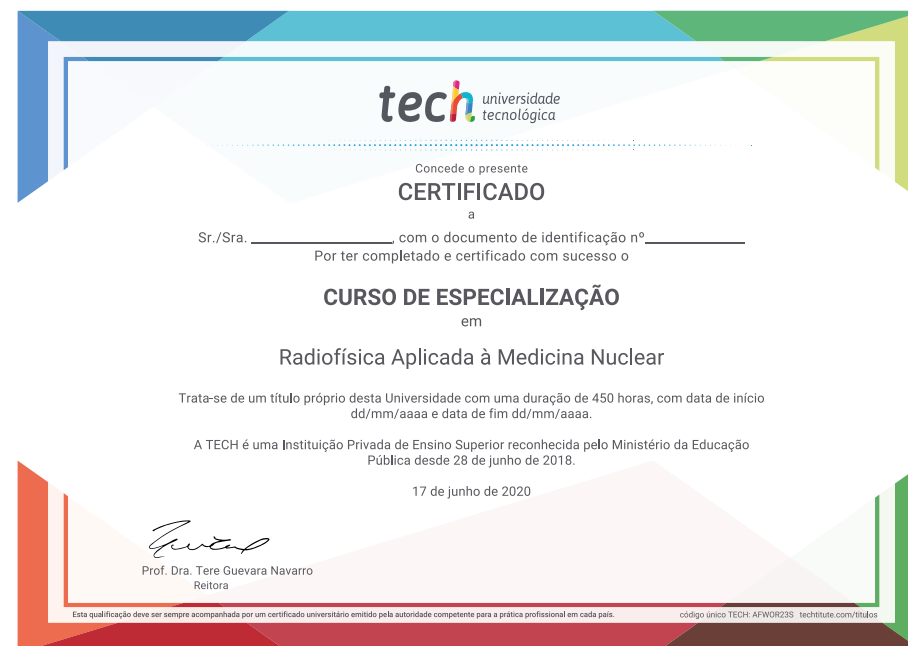 tech universidade
tecnológica
Concede o presente
CERTIFICADO
a
Sr./Sra. ____________________, com o documento de identificação nº______________
Por ter completado e certificado com sucesso o
CURSO DE ESPECIALIZAÇÃO
em
Radiofísica Aplicada à Medicina Nuclear
Trata-se de um título próprio desta Universidade com uma duração de 450 horas, com data de início
dd/mm/aaaa e data de fim dd/mm/aaaa.
A TECH é uma Instituição Privada de Ensino Superior reconhecida pelo Ministério da Educação
Pública desde 28 de junho de 2018.
17 de junho de 2020
Prof. Dra. Tere Guevara Navarro
Reitora
Esta qualificação deve ser sempre acompanhada por um certificado universitário emitido pela autoridade competente para a prática profissional em cada país.
código único TECH: AFWOR23S techtitute.com/titulos